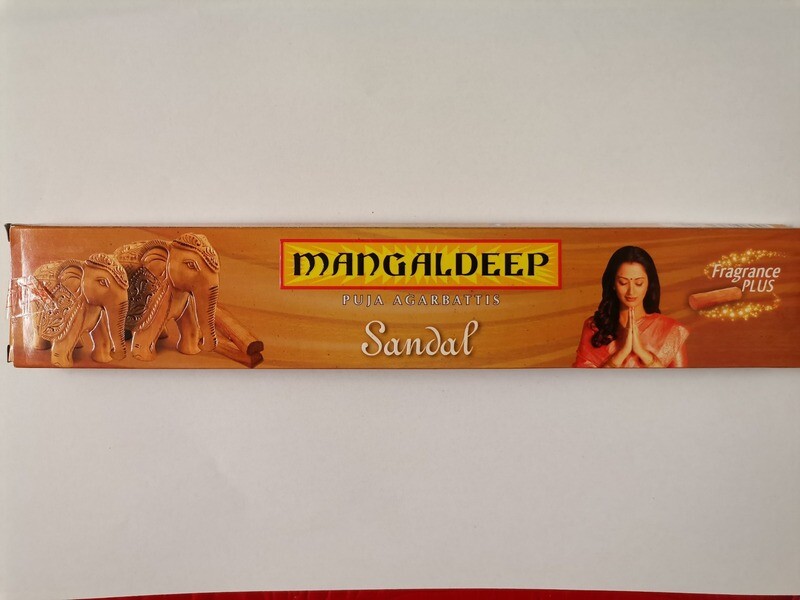 MANGALDEEP
PUJA AGARBATTIS
Sandal
Fragrance
PLUS